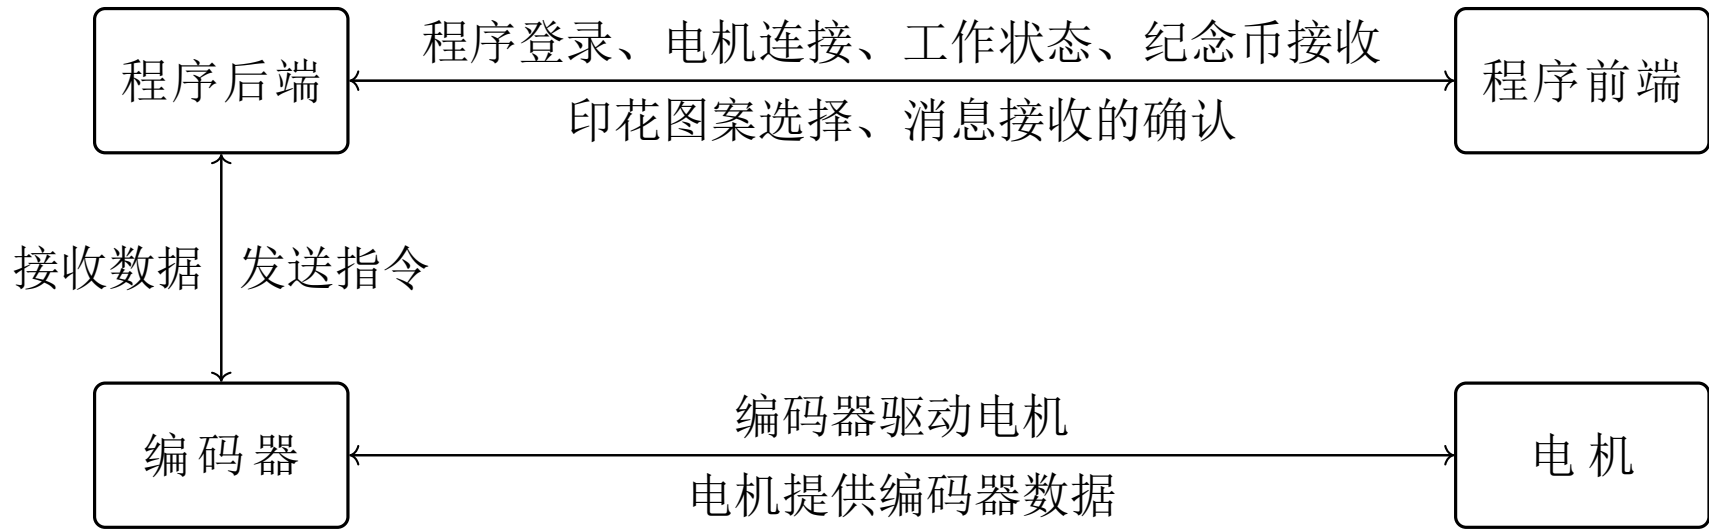 程序登录、电机连接、工作状态、纪念币接收
程序后端
程序前端
印花图案选择、消息接收的确认
接收数据
发送指令
编码器驱动电机
编码器
电机
电机提供编码器数据